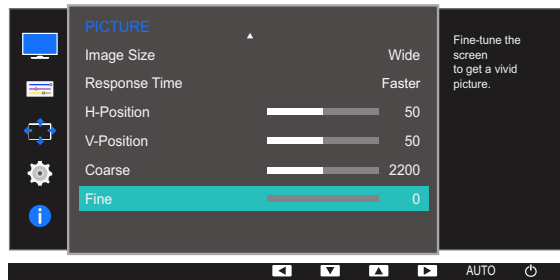 PICTURE
Image Size Wide
Response Time Faster
H-Position 50
V-Position 50
Coarse 2200
Fine 0
Fine-tune the
screen
to get a vivid
picture.
AUTO